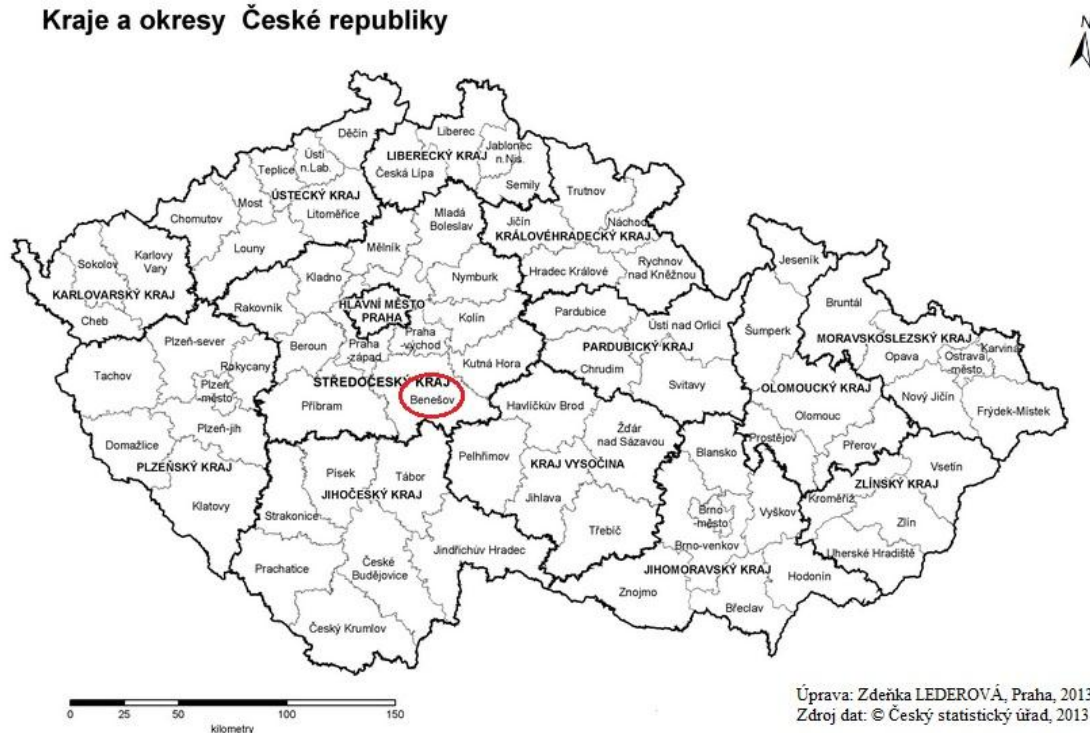 Kraje a okresy České republiky
N
Děčín
Liberec
Ústí
n.Lab.
Jablonec
n.Nis.
LIBERECKÝ KRAJ
Teplice
Česká Lípa
Semily
Trutnov
ÚSTECKÝ KRAJ
Most
Litoměřice
Chomutov
Mladá
Boleslav
Jičín
Náchod
KRÁLOVÉHRADECKÝ KRAJ
Louny
Mělník
Karlovy
Vary
Sokolov
Kladno
Nymburk
Hradec Králové
Rychnov
nad Kněžnou
Jeseník
KARLOVARSKÝ KRAJ
Rakovník
HLAVNÍ MĚSTO
PRAHA
Kolín
Pardubice
Bruntál
Cheb
Ústí nad Orlicí
Šumperk
MORAVSKOSLEZSKÝ KRAJ
Plzeň-sever
Beroun
Praha
-západ
Praha
-východ
PARDUBICKÝ KRAJ
Opava
Ostrava
-město
Karviná
Rokycany
Kutná Hora
Chrudim
Tachov
Plzeň
-město
STŘEDOČESKÝ KRAJ
Svitavy
OLOMOUCKÝ KRAJ
Nový Jičín
Frýdek-Místek
Příbram
Benešov
Havlíčkův Brod
Olomouc
Plzeň-jih
Žďár
nad Sázavou
Prostějov
Přerov
Domažlice
Pelhřimov
Blansko
Vsetín
PLZEŇSKÝ KRAJ
Písek
Tábor
KRAJ VYSOČINA
ZLÍNSKÝ KRAJ
JIHOČESKÝ KRAJ
Jihlava
Kroměříž
Klatovy
Strakonice
Brno
-město
Vyškov
Zlín
Třebíč
Brno-venkov
Uherské Hradiště
Jindřichův Hradec
Prachatice
České
Budějovice
JIHOMORAVSKÝ KRAJ
Hodonín
Znojmo
Břeclav
Český Krumlov
0 25 50 100 150
kilometry
Úprava: Zdeňka LEDEROVÁ, Praha, 2013
Zdroj dat: © Český statistický úřad, 2013